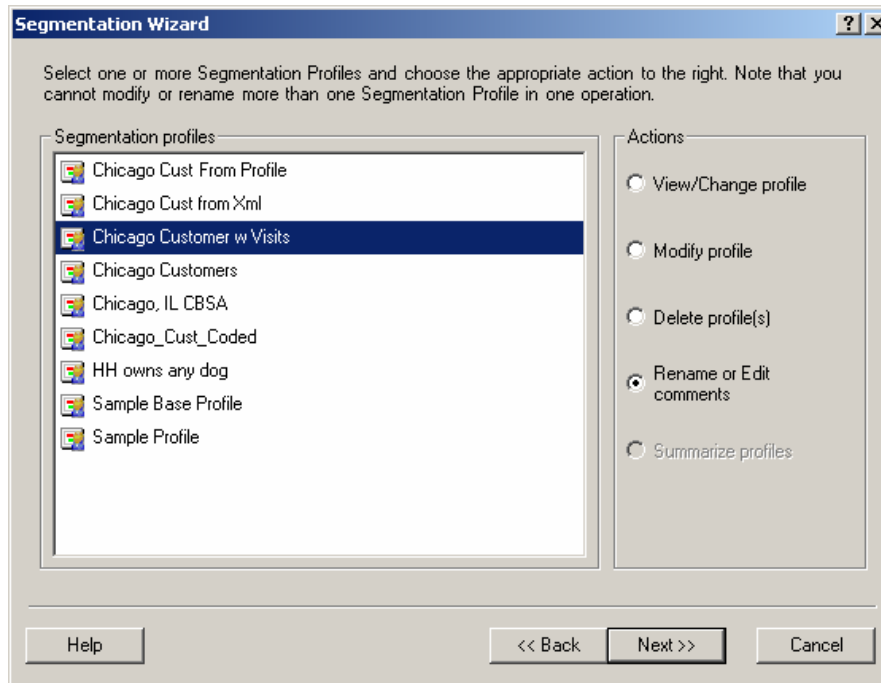 Segmentation Wizard
Select one or more Segmentation Profiles and choose the appropriate action to the right. Note that you
cannot modify or rename more than one Segmentation Profile in one operation.
Segmentation profiles
Chicago Cust From Profile
Chicago Cust from Xml
Chicago Customer w Visits
Chicago Customers
Chicago, IL CBSA
Chicago_Cust_Coded
HH owns any dog
Sample Base Profile
Sample Profile
Actions
View/Change profile
Modify profile
Delete profile(s)
Rename or Edit
comments
Summarize profiles
Help
<< Back
Next >>
Cancel